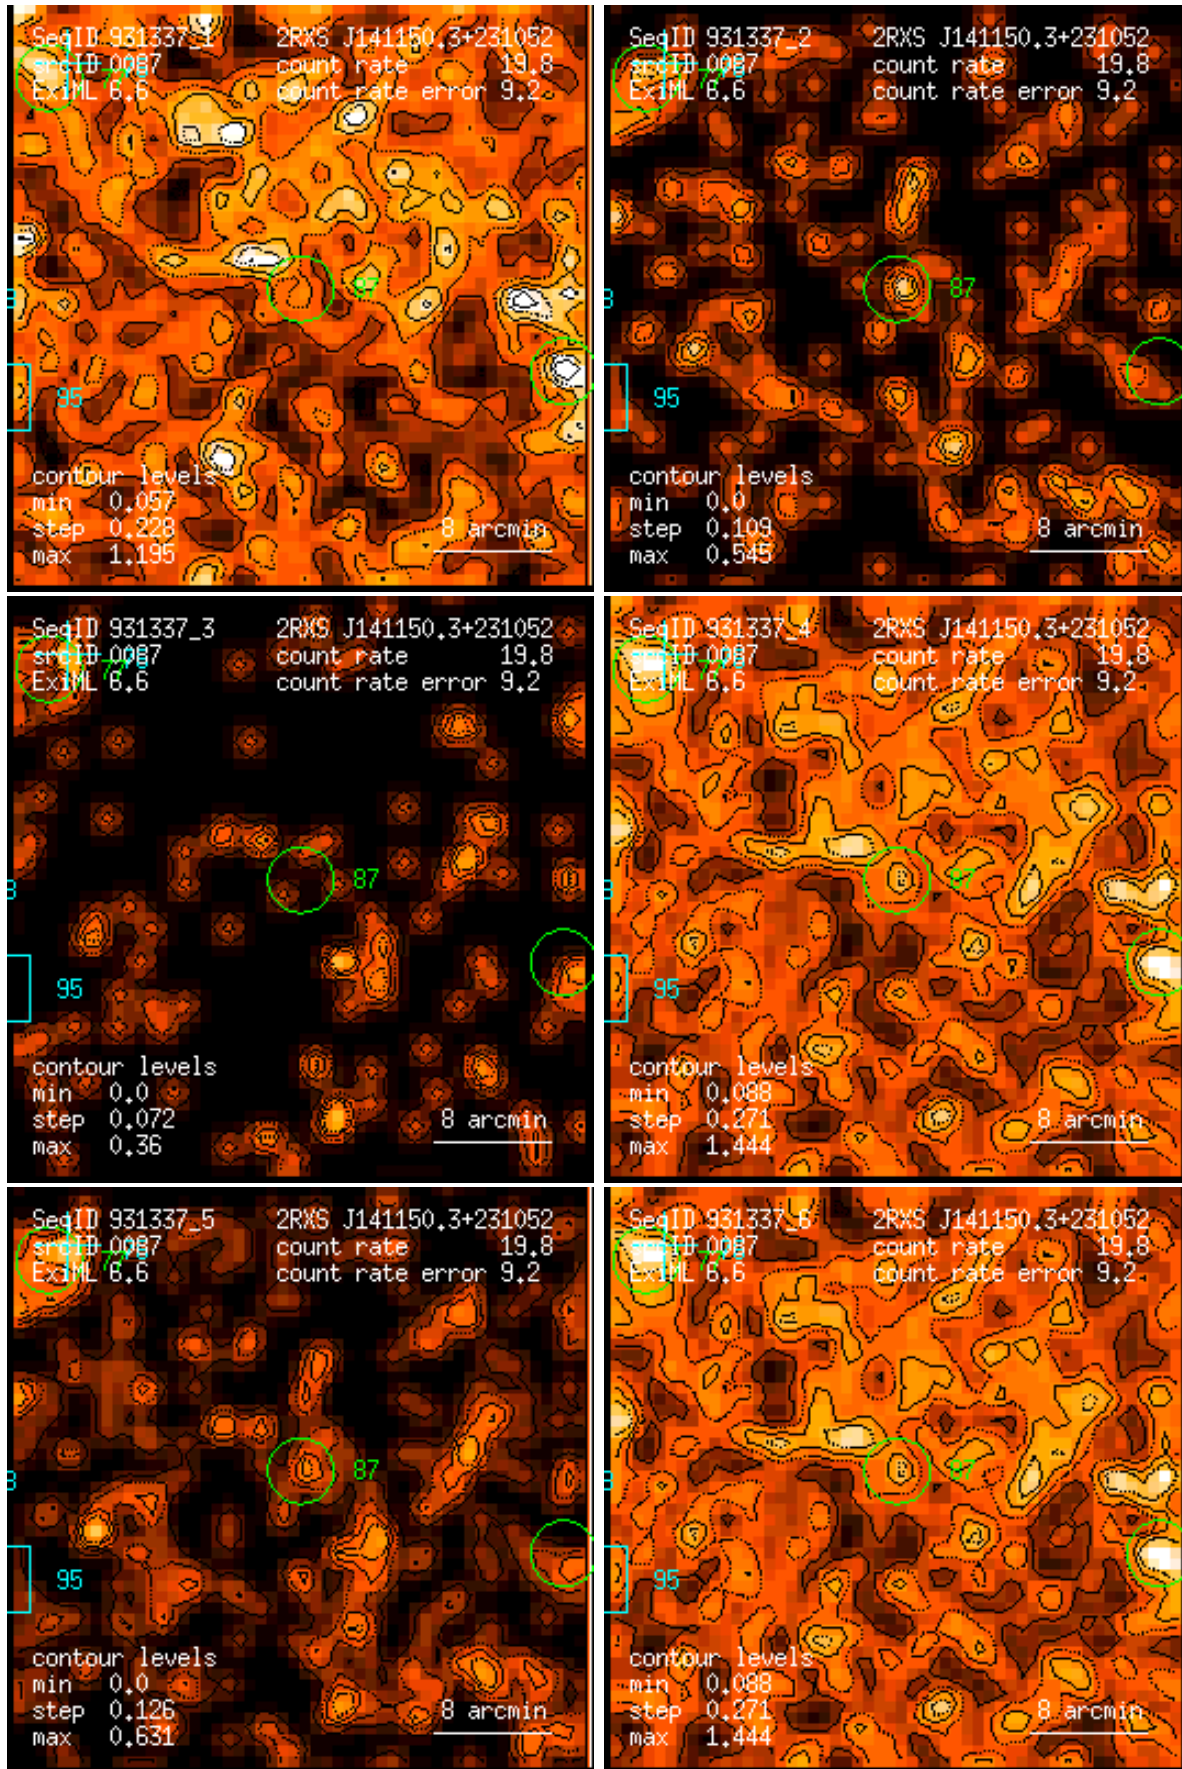 SeqID 931337_1 2RXS J141150.3+231052
srcID 0087 count rate 19.8
ExiML 6.6 count rate error 9.2
87
95
contour levels
min 0.057
step 0.228 8 arcmin
max 1.195
SeqID 931337_2 2RXS J141150.3+231052
srcID 0087 count rate 19.8
ExiML 6.6 count rate error 9.2
87
95
contour levels
min 0.0
step 0.109 8 arcmin
max 0.545
SeqID 931337_3 2RXS J141150.3+231052
srcID 0087 count rate 19.8
ExiML 6.6 count rate error 9.2
87
95
contour levels
min 0.0
step 0.072 8 arcmin
max 0.36
SeqID 931337_4 2RXS J141150.3+231052
srcID 0087 count rate 19.8
ExiML 6.6 count rate error 9.2
87
95
contour levels
min 0.088
step 0.271 8 arcmin
max 1.444
SeqID 931337_5 2RXS J141150.3+231052
srcID 0087 count rate 19.8
ExiML 6.6 count rate error 9.2
87
95
contour levels
min 0.0
step 0.126 8 arcmin
max 0.631
SeqID 931337_6 2RXS J141150.3+231052
srcID 0087 count rate 19.8
ExiML 6.6 count rate error 9.2
87
95
contour levels
min 0.088
step 0.271 8 arcmin
max 1.444